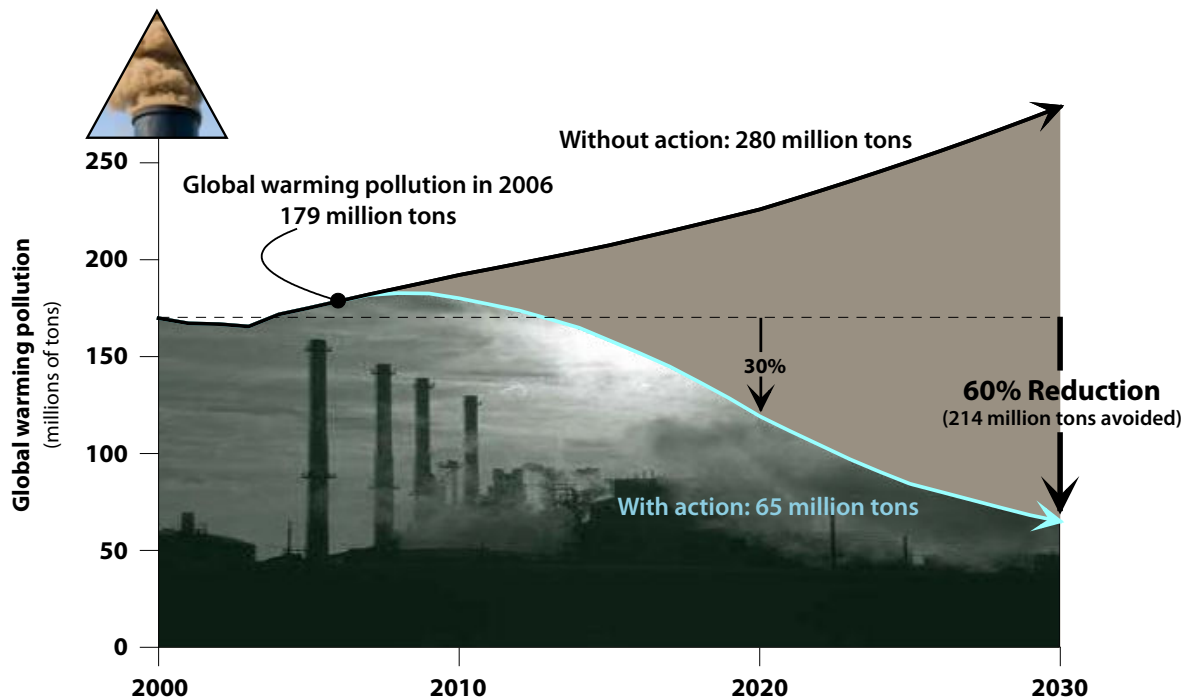 Without action: 280 million tons
250
Global warming pollution in 2006
179 million tons
200
150
100
50
0
Global warming pollution
(millions of tons)
30%
60% Reduction
(214 million tons avoided)
With action: 65 million tons
2000
2010
2020
2030